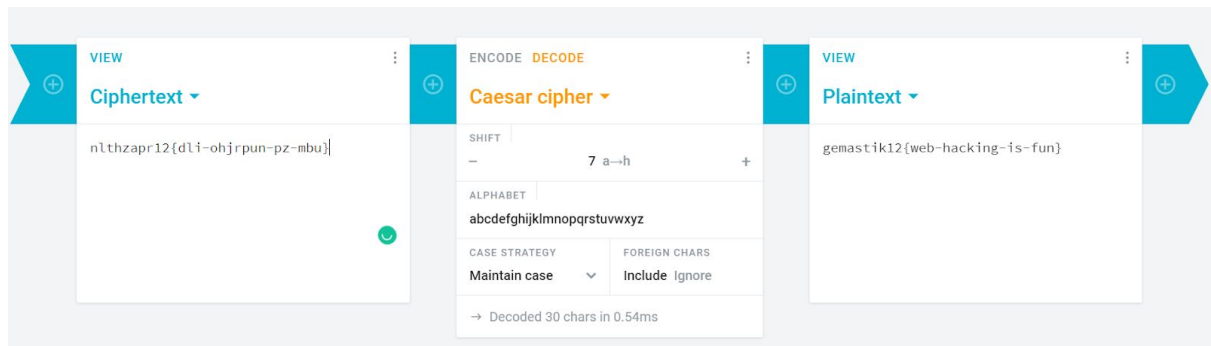 VIEW
Ciphertext
nlthzapr12{dli-ohjrpun-pz-mbu}
ENCODE DECODE
Caesar cipher
SHIFT
− 7 a→h +
ALPHABET
abcdefghijklmnopqrstuvwxyz
CASE STRATEGY
Maintain case
FOREIGN CHARS
Include Ignore
→ Decoded 30 chars in 0.54ms
VIEW
Plaintext
gemastik12{web-hacking-is-fun}